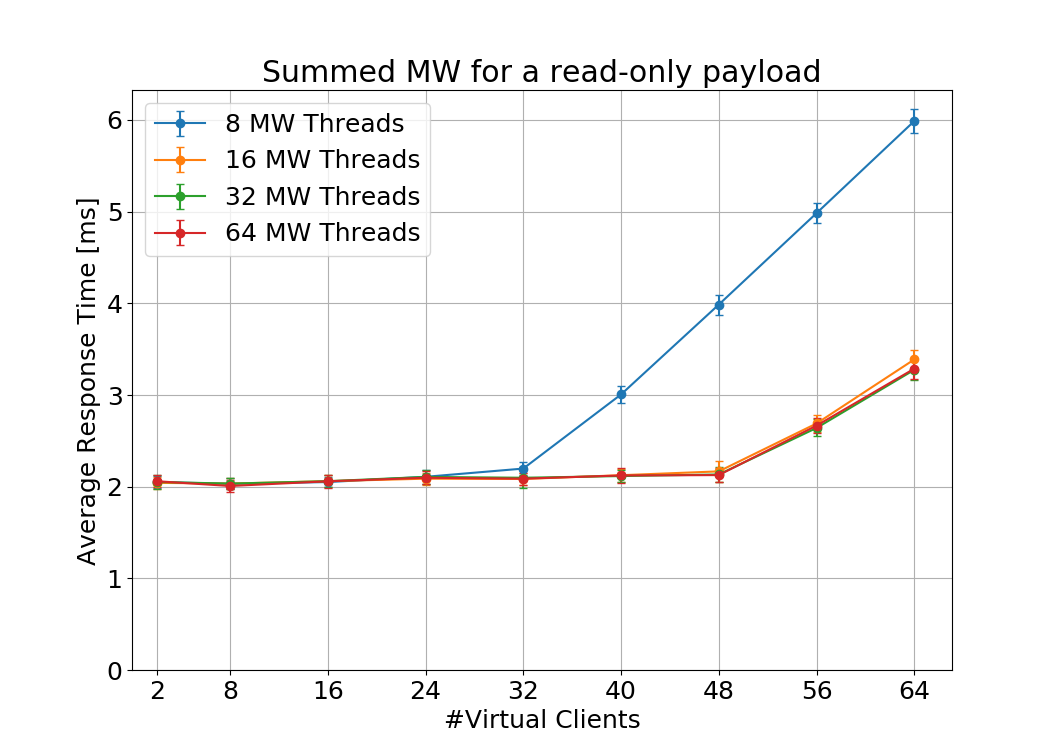 Summed MW for a read-only payload
8 MW Threads
16 MW Threads
32 MW Threads
64 MW Threads
Average Response Time [ms]
6
5
4
3
2
1
0
2 8 16 24 32 40 48 56 64
#Virtual Clients